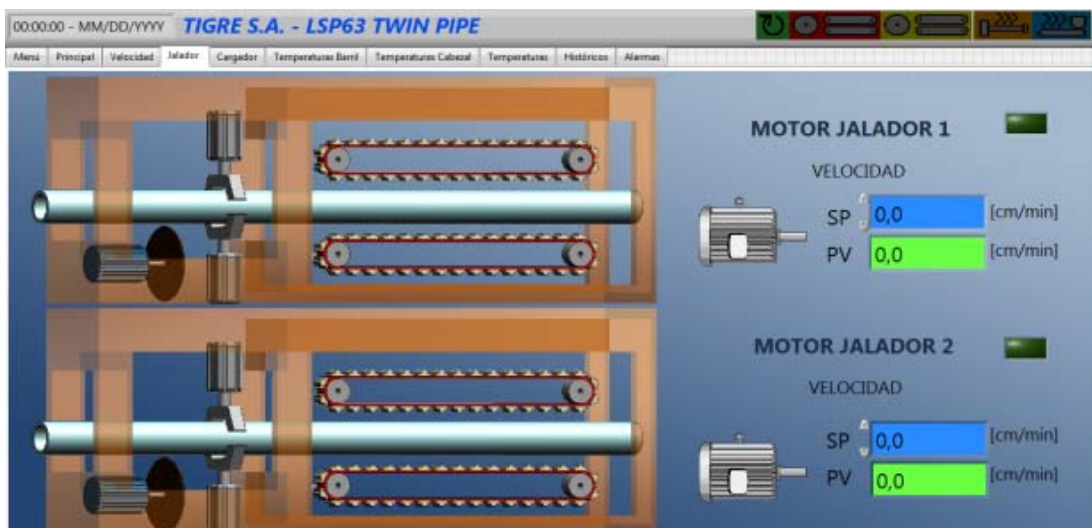 00:00:00 - MM/DD/YYYY TIGRE S.A. - LSP63 TWIN PIPE
Menú Principal Velocidad Jalador Cargador Temperaturas Barril Temperaturas Cabezal Temperaturas Históricos Alarmas
MOTOR JALADOR 1
VELOCIDAD
SP 0,0 [cm/min]
PV 0,0 [cm/min]
MOTOR JALADOR 2
VELOCIDAD
SP 0,0 [cm/min]
PV 0,0 [cm/min]